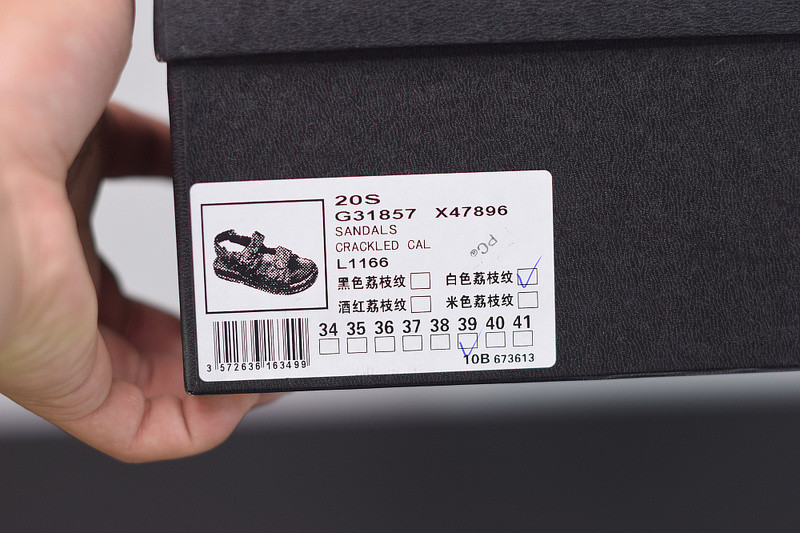 20S
G31857 X47896
SANDALS
CRACKLED CAL
PG®
L1166
黑色荔枝纹 白色荔枝纹
酒红荔枝纹 米色荔枝纹
34 35 36 37 38 39 40 41
3 572636 163499
10B 673613